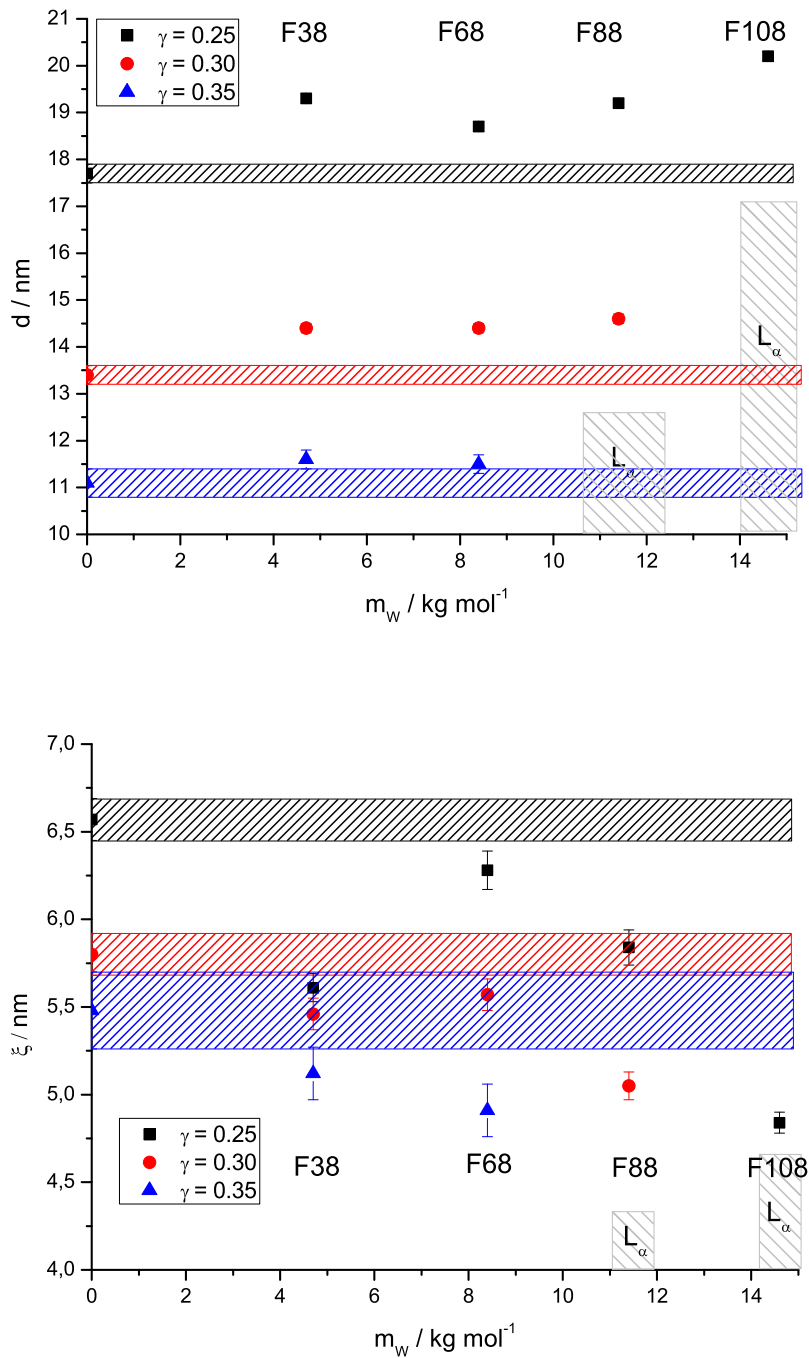 γ = 0.25
γ = 0.30
γ = 0.35
F38 F68 F88 F108
20
19
18
17
16
15
14
13
12
11
10
21
d / nm
Lα
Lα
0 2 4 6 8 10 12 14
mW / kg mol-1
7,0
6,5
6,0
5,5
5,0
4,5
4,0
ξ / nm
γ = 0.25
γ = 0.30
γ = 0.35
F38 F68 F88 F108
Lα
Lα
0 2 4 6 8 10 12 14
mW / kg mol-1